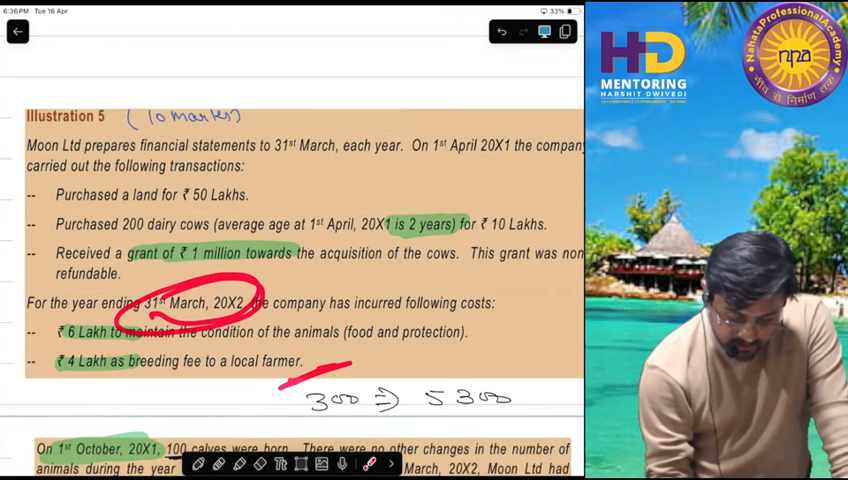 6:36 PM Tue 16 Apr
33%
Illustration 5 (10 marks)
Moon Ltd prepares financial statements to 31st March, each year. On 1st April 20X1 the company
carried out the following transactions:
-- Purchased a land for ₹ 50 Lakhs.
-- Purchased 200 dairy cows (average age at 1st April, 20X1 is 2 years) for ₹ 10 Lakhs.
-- Received a grant of ₹ 1 million towards the acquisition of the cows. This grant was non
refundable.
For the year ending 31st March, 20X2, the company has incurred following costs:
-- ₹ 6 Lakh to maintain the condition of the animals (food and protection).
-- ₹ 4 Lakh as breeding fee to a local farmer.
300 => 5300
On 1st October, 20X1, 100 calves were born. There were no other changes in the number of
animals during the year March, 20X2, Moon Ltd had
HD
MENTORING
HARSHIT DWIVEDI
NahataProfessionalAcademy
npa
नींव से निर्माण तक